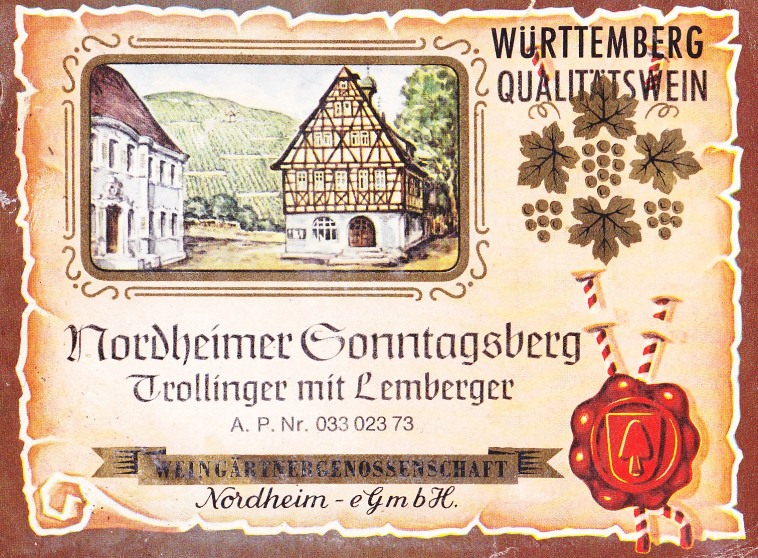 WÜRTTEMBERG
QUALITÄTSWEIN
Nordheimer Sonntagsberg
Trollinger mit Lemberger
A. P. Nr. 033 023 73
WEINGÄRTNERGENOSSENSCHAFT
Nordheim - eGmbH.